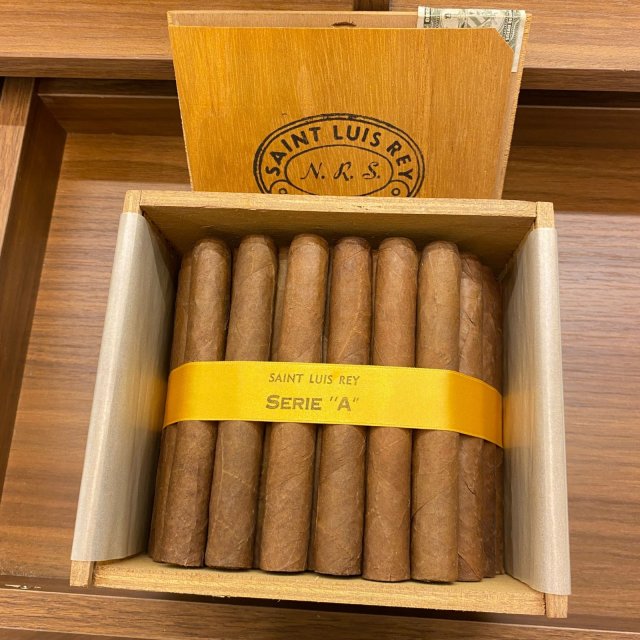 SAINT LUIS REY
N. R. S.
SAINT LUIS REY
SERIE "A"